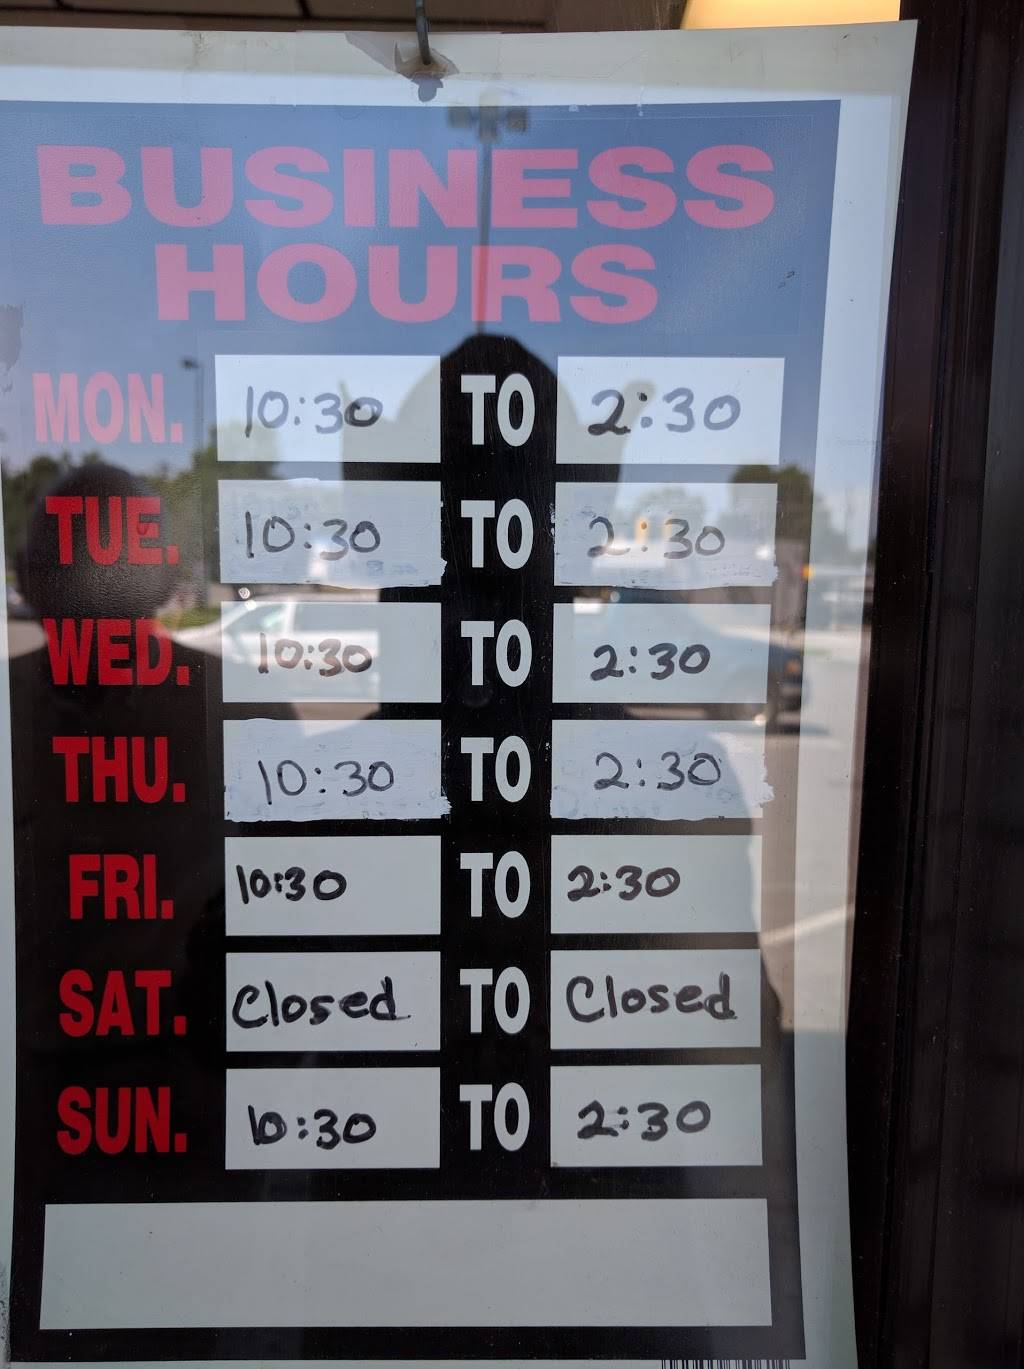 BUSINESS
HOURS
MON. 10:30 TO 2:30
TUE. 10:30 TO 2:30
WED. 10:30 TO 2:30
THU. 10:30 TO 2:30
FRI. 10:30 TO 2:30
SAT. Closed TO Closed
SUN. 10:30 TO 2:30